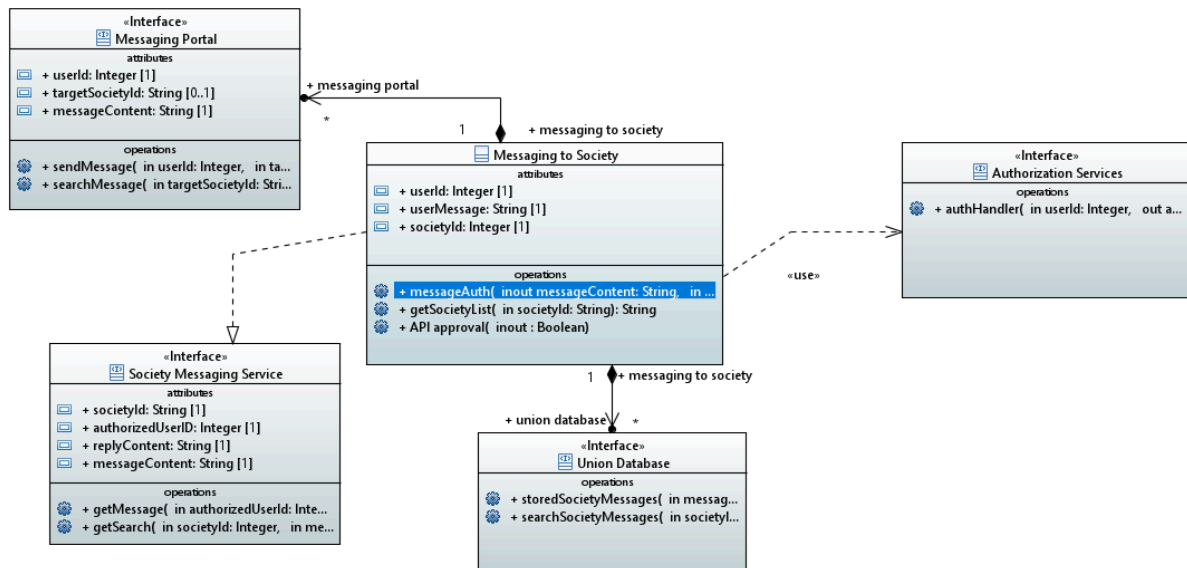 «Interface»
Messaging Portal
attributes
+ userId: Integer [1]
+ targetSocietyId: String [0..1]
+ messageContent: String [1]
operations
+ sendMessage( in userId: Integer, in ta...
+ searchMessage( in targetSocietyId: Stri...
+ messaging portal
*
1
+ messaging to society
Messaging to Society
attributes
+ userId: Integer [1]
+ userMessage: String [1]
+ societyId: Integer [1]
operations
+ messageAuth( inout messageContent: String, in ...
+ getSocietyList( in societyId: String): String
+ API approval( inout : Boolean)
«Interface»
Authorization Services
operations
+ authHandler( in userId: Integer, out a...
«use»
«Interface»
Society Messaging Service
attributes
+ societyId: String [1]
+ authorizedUserID: Integer [1]
+ replyContent: String [1]
+ messageContent: String [1]
operations
+ getMessage( in authorizedUserId: Inte...
+ getSearch( in societyId: Integer, in me...
1
+ messaging to society
+ union database
*
«Interface»
Union Database
operations
+ storedSocietyMessages( in messag...
+ searchSocietyMessages( in societyI...